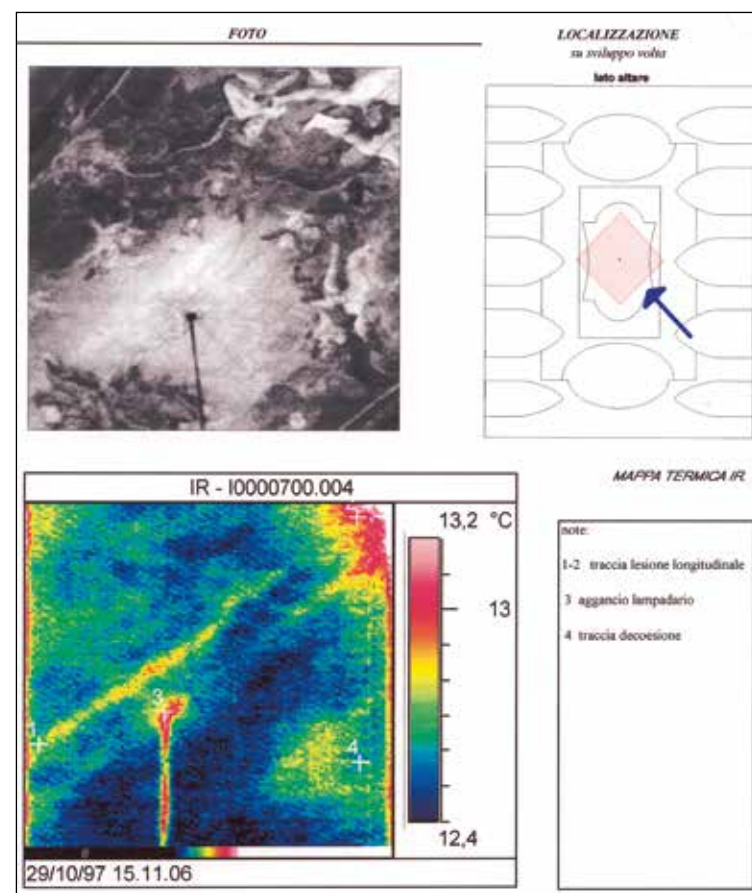 FOTO
LOCALIZZAZIONE
su sviluppo volta
lato altare
IR - I0000700.004
13,2 °C
13
12,4
1
3
4
29/10/97 15.11.06
MAPPA TERMICA IR
note:
1-2 traccia lesione longitudinale
3 aggancio lampadario
4 traccia decoesione